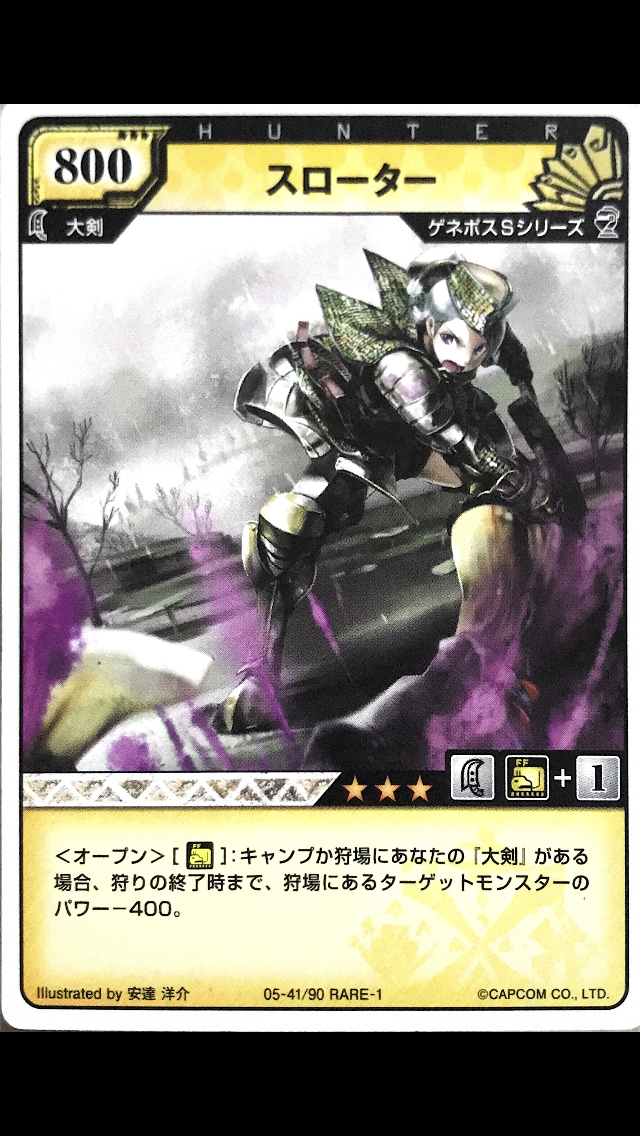 HUNTER
800
スローター
大剣
ゲネポスSシリーズ
FF
+ 1
<オープン>[FF]:キャンプか狩場にあなたの『大剣』がある
場合、狩りの終了時まで、狩場にあるターゲットモンスターの
パワー−400。
Illustrated by 安達 洋介 05-41/90 RARE-1 ©CAPCOM CO., LTD.